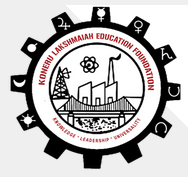 KONERU LAKSHMAIAH EDUCATION FOUNDATION
KNOWLEDGE • LEADERSHIP • UNIVERSALITY